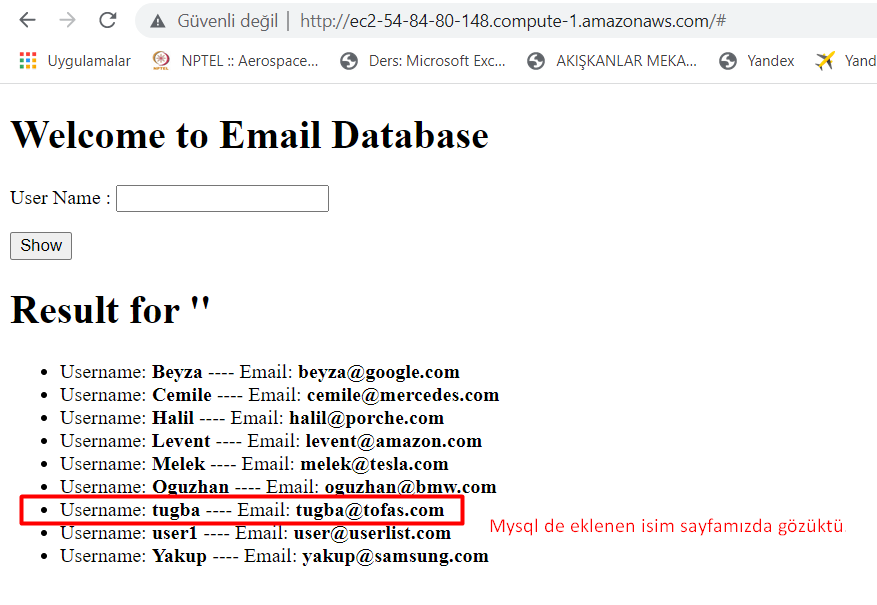 Güvenli değil | http://ec2-54-84-80-148.compute-1.amazonaws.com/#
Uygulamalar NPTEL :: Aerospace... Ders: Microsoft Exc... AKIŞKANLAR MEKA... Yandex Yand
Welcome to Email Database
User Name :
Show
Result for ''
Username: Beyza ---- Email: beyza@google.com
Username: Cemile ---- Email: cemile@mercedes.com
Username: Halil ---- Email: halil@porche.com
Username: Levent ---- Email: levent@amazon.com
Username: Melek ---- Email: melek@tesla.com
Username: Oguzhan ---- Email: oguzhan@bmw.com
Username: tugba ---- Email: tugba@tofas.com
Mysql de eklenen isim sayfamızda gözüktü
Username: user1 ---- Email: user@userlist.com
Username: Yakup ---- Email: yakup@samsung.com